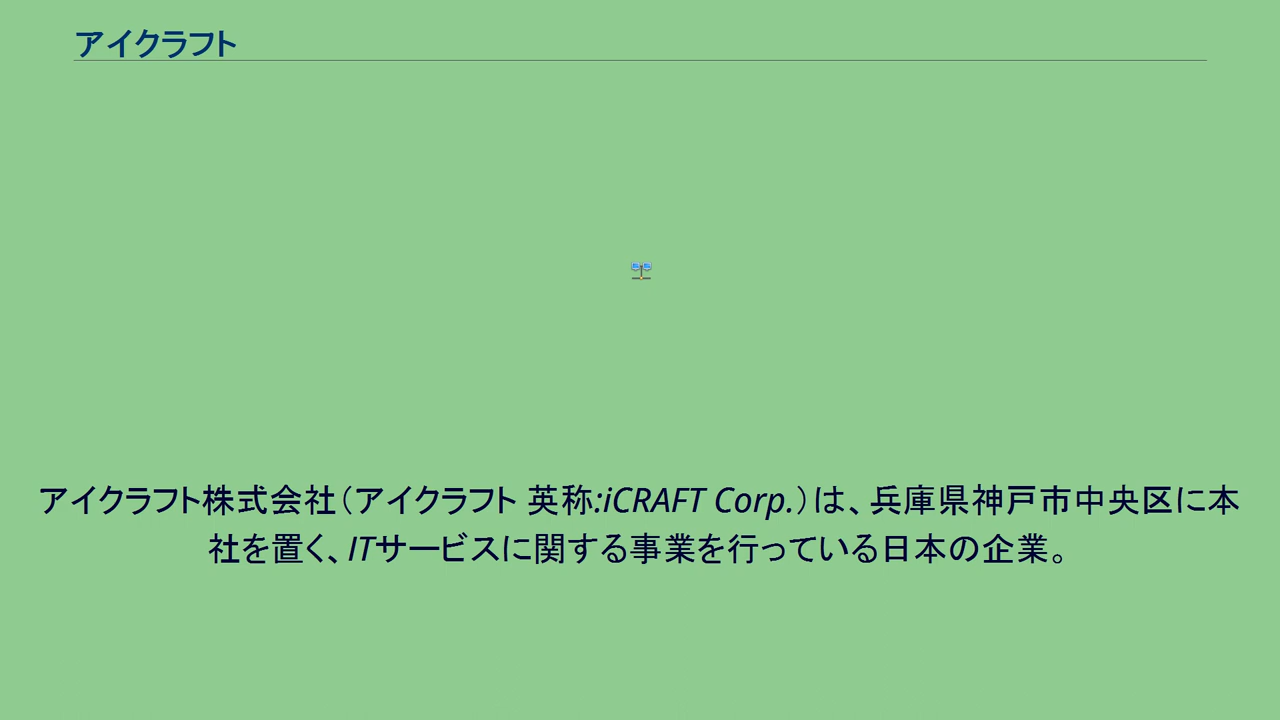 アイクラフト
アイクラフト株式会社（アイクラフト 英称:iCRAFT Corp.）は、兵庫県神戸市中央区に本
社を置く、ITサービスに関する事業を行っている日本の企業。